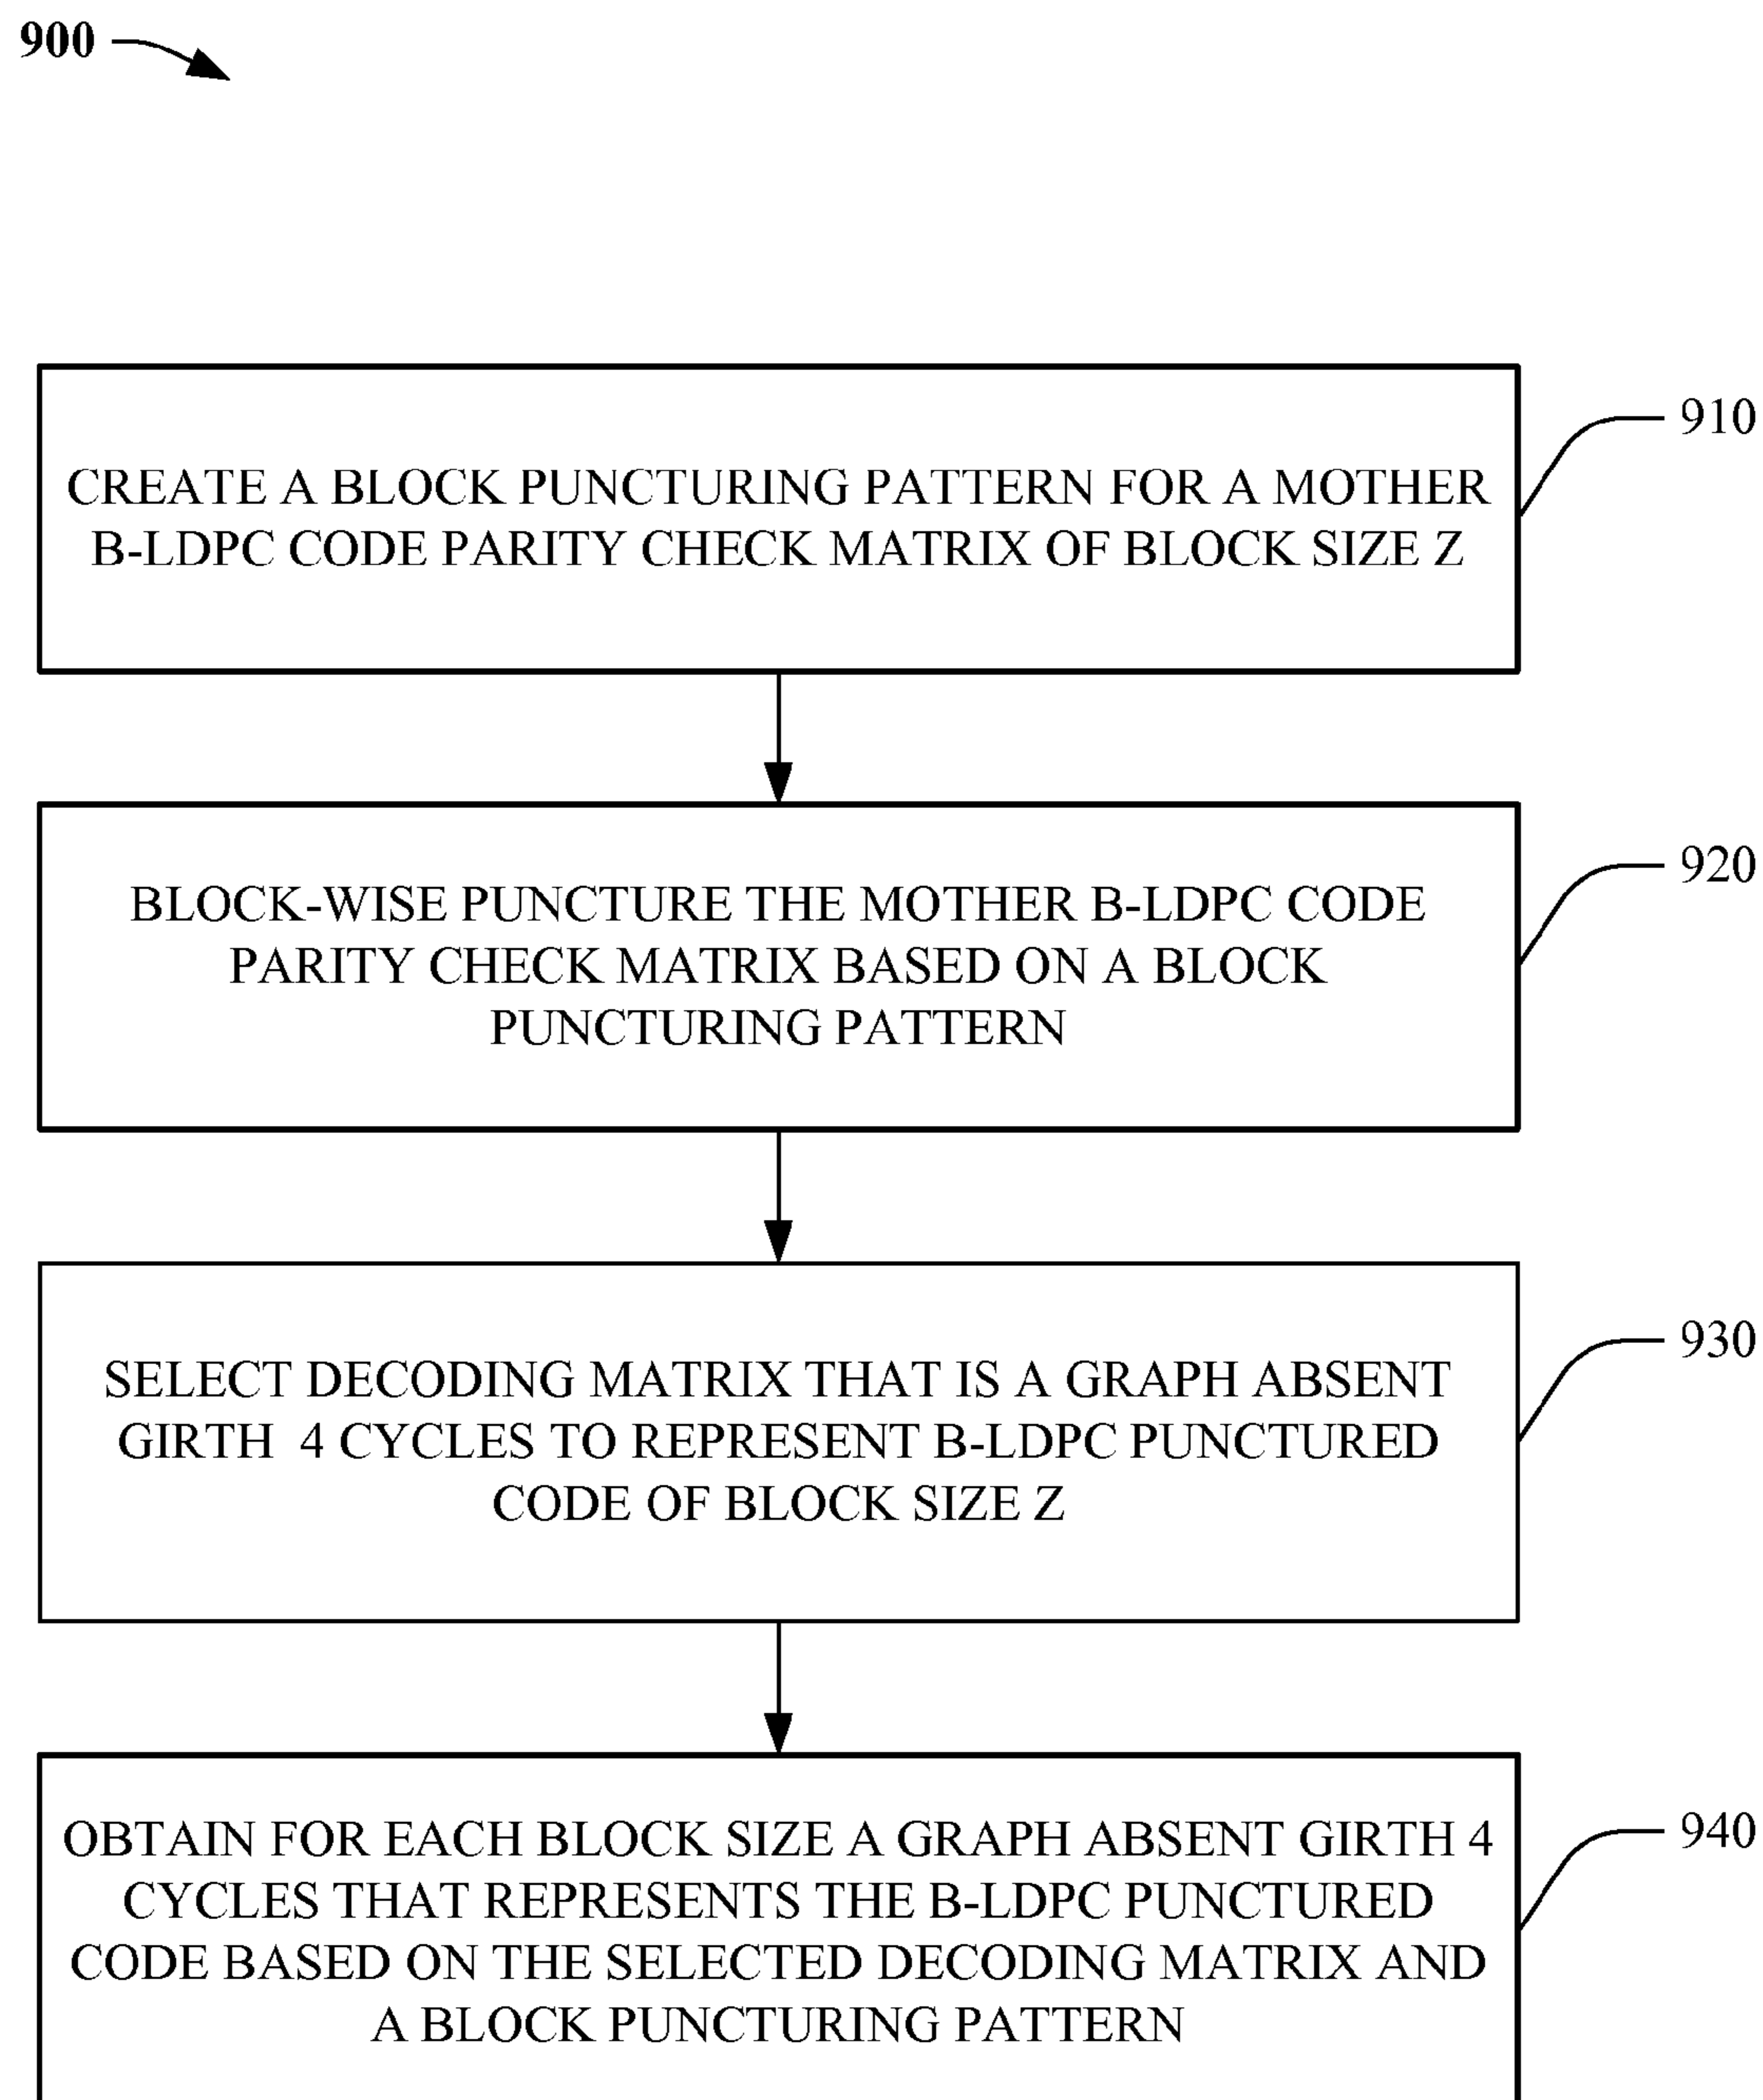 900
910
CREATE A BLOCK PUNCTURING PATTERN FOR A MOTHER
B-LDPC CODE PARITY CHECK MATRIX OF BLOCK SIZE Z
920
BLOCK-WISE PUNCTURE THE MOTHER B-LDPC CODE
PARITY CHECK MATRIX BASED ON A BLOCK
PUNCTURING PATTERN
930
SELECT DECODING MATRIX THAT IS A GRAPH ABSENT
GIRTH 4 CYCLES TO REPRESENT B-LDPC PUNCTURED
CODE OF BLOCK SIZE Z
940
OBTAIN FOR EACH BLOCK SIZE A GRAPH ABSENT GIRTH 4
CYCLES THAT REPRESENTS THE B-LDPC PUNCTURED
CODE BASED ON THE SELECTED DECODING MATRIX AND
A BLOCK PUNCTURING PATTERN